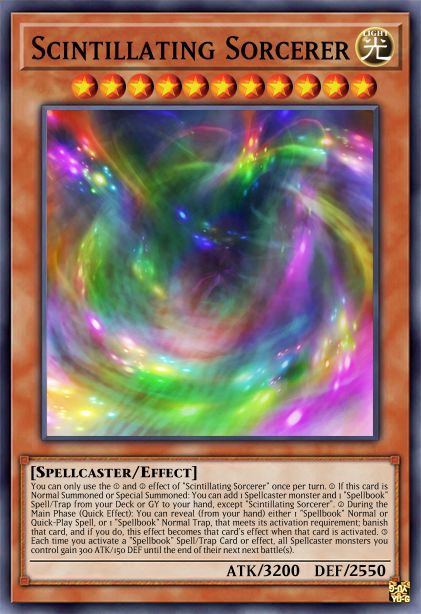 SCINTILLATING SORCERER
LIGHT
光
[SPELLCASTER/EFFECT]
You can only use the ① and ② effect of "Scintillating Sorcerer" once per turn. ① If this card is
Normal Summoned or Special Summoned: You can add 1 Spellcaster monster and 1 "Spellbook"
Spell/Trap from your Deck or GY to your hand, except "Scintillating Sorcerer". ② During the
Main Phase (Quick Effect): You can reveal (from your hand) either 1 "Spellbook" Normal or
Quick-Play Spell, or 1 "Spellbook" Normal Trap, that meets its activation requirement; banish
that card, and if you do, this effect becomes that card's effect when that card is activated. ③
Each time you activate a "Spellbook" Spell/Trap Card or effect, all Spellcaster monsters you
control gain 300 ATK/150 DEF until the end of their next next battle(s).
ATK/3200 DEF/2550